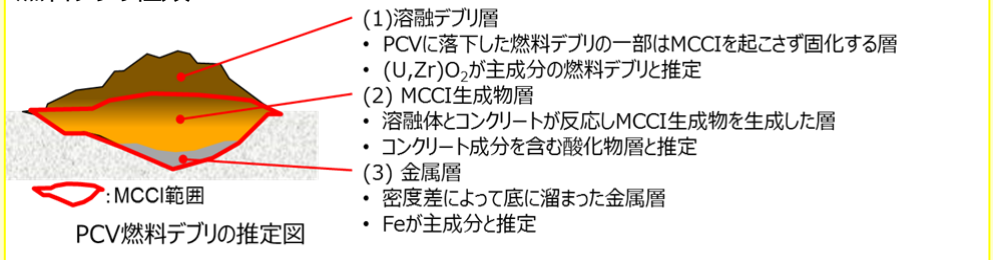 (1)溶融デブリ層
• PCVに落下した燃料デブリの一部はMCCIを起こさず固化する層
• (U,Zr)O₂が主成分の燃料デブリと推定
(2) MCCI生成物層
• 溶融体とコンクリートが反応しMCCI生成物を生成した層
• コンクリート成分を含む酸化物層と推定
(3) 金属層
• 密度差によって底に溜まった金属層
• Feが主成分と推定
:MCCI範囲
PCV燃料デブリの推定図